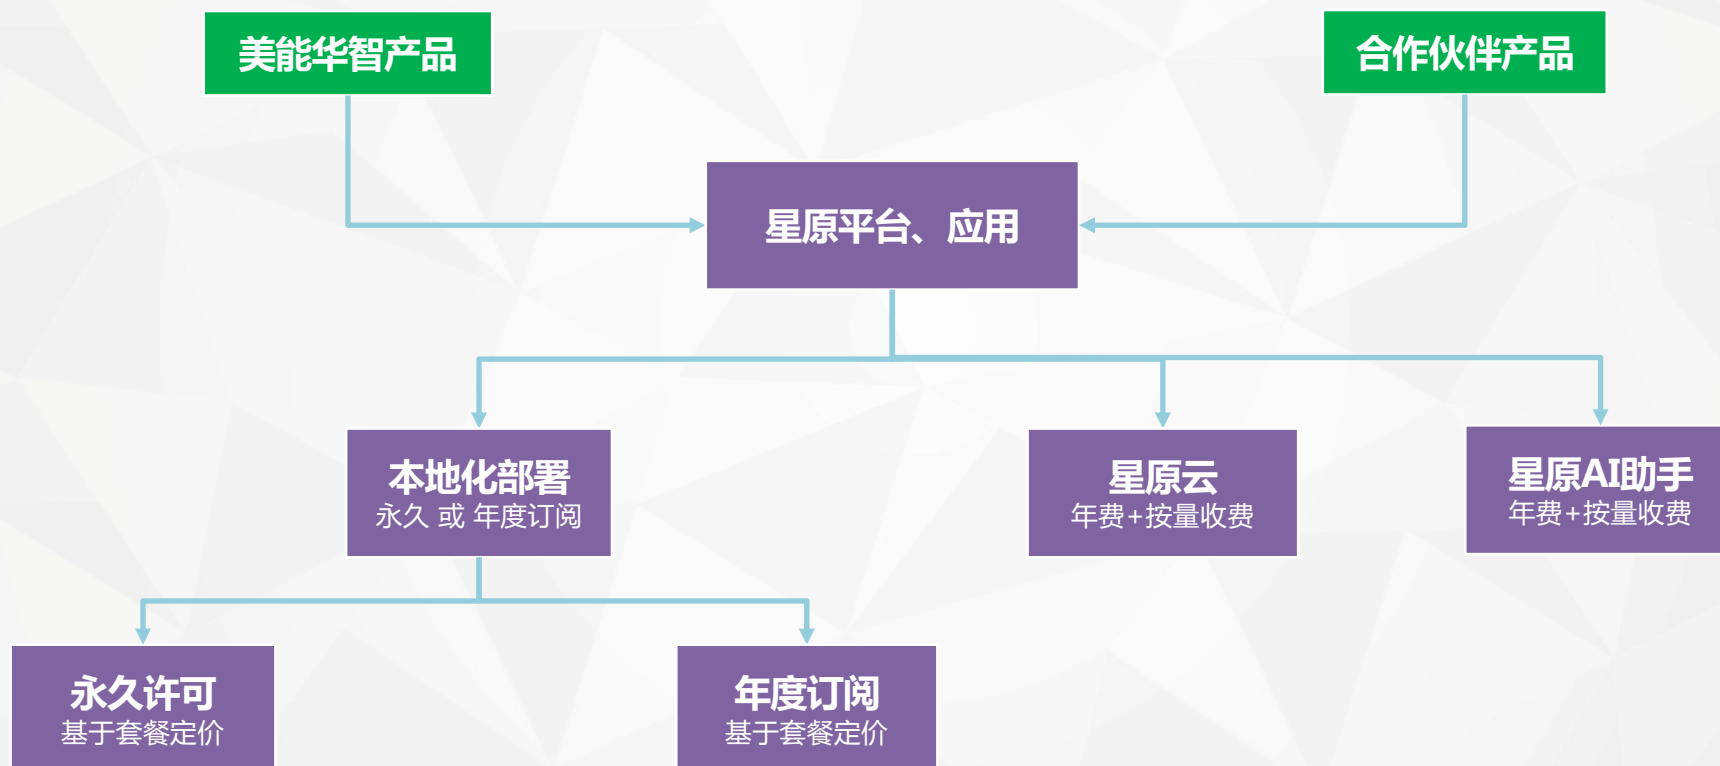 美能华智产品
合作伙伴产品
星原平台、应用
本地化部署
永久 或 年度订阅
星原云
年费+按量收费
星原AI助手
年费+按量收费
永久许可
基于套餐定价
年度订阅
基于套餐定价